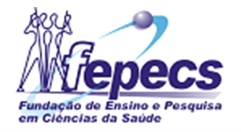 fepecs
Fundação de Ensino e Pesquisa
em Ciências da Saúde